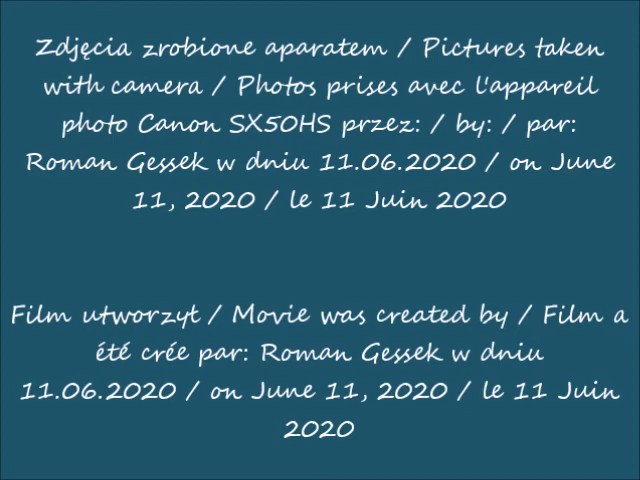 Zdjęcia zrobione aparatem / Pictures taken
with camera / Photos prises avec l'appareil
photo Canon SX50HS przez: / by: / par:
Roman Gessek w dniu 11.06.2020 / on June
11, 2020 / le 11 Juin 2020
Film utworzył / Movie was created by / Film a
été crée par: Roman Gessek w dniu
11.06.2020 / on June 11, 2020 / le 11 Juin
2020